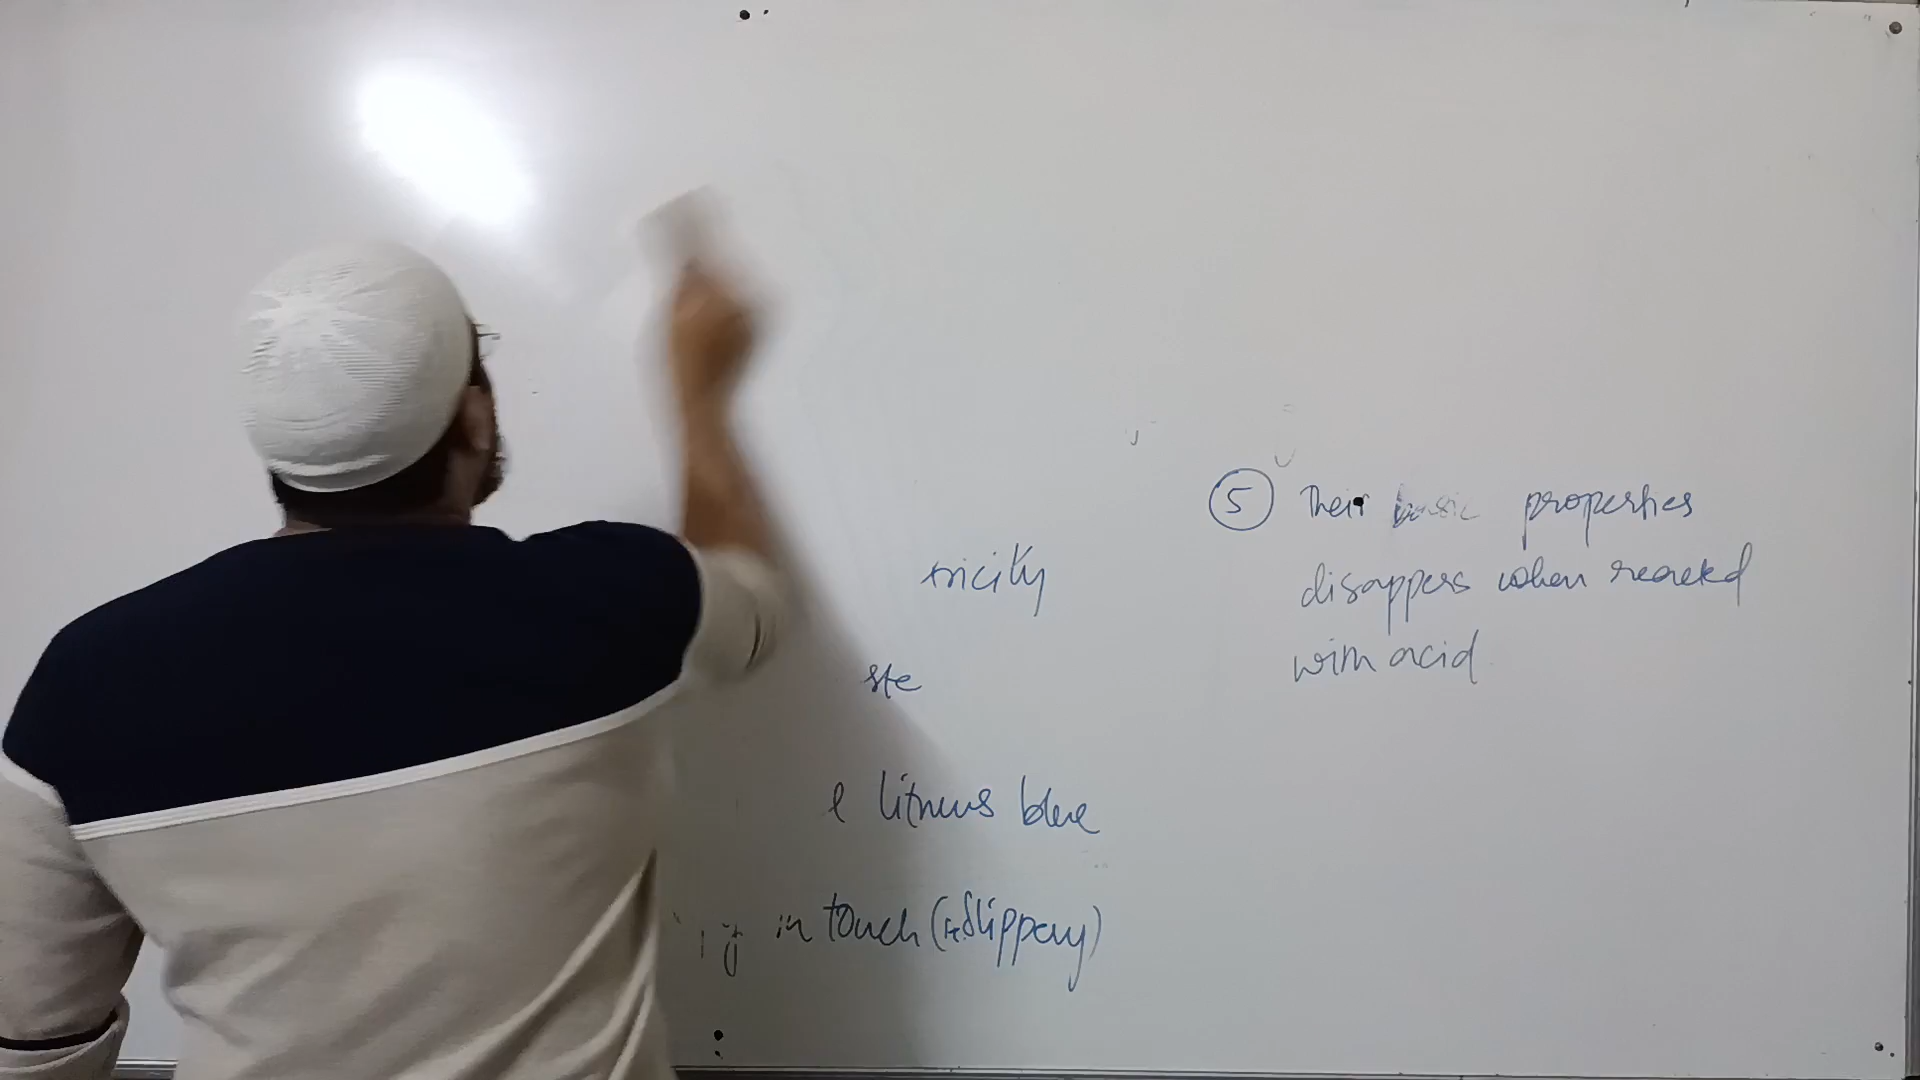 tricity
ste
e litmus blue
in touch (i.e slippery)
5 Their basic properties
disappers when reacted
with acid